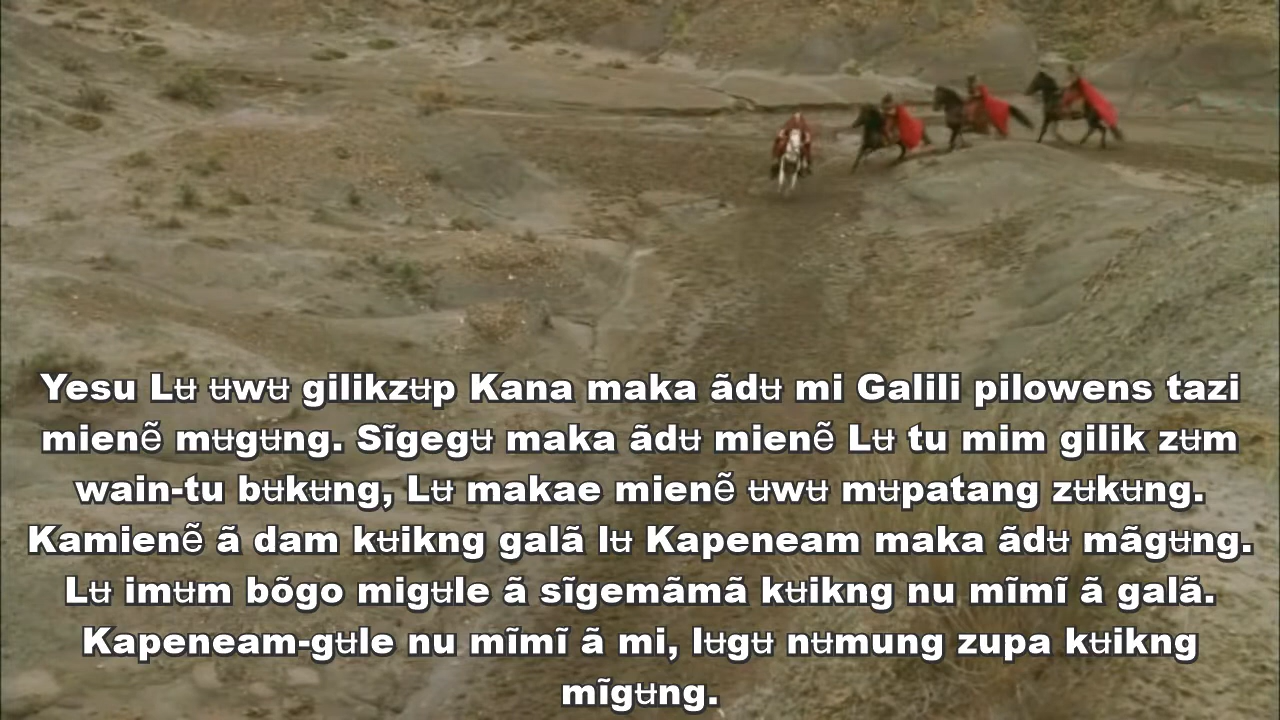 Yesu Lʉ ʉwʉ gilikzʉp Kana maka ãdʉ mi Galili pilowens tazi
mienẽ mʉgʉng. Sĩgegʉ maka ãdʉ mienẽ Lʉ tu mim gilik zʉm
wain-tu bʉkʉng, Lʉ makae mienẽ ʉwʉ mʉpatang zʉkʉng.
Kamienẽ ã dam kʉikng galã lʉ Kapeneam maka ãdʉ mãgʉng.
Lʉ imʉm bõgo migʉle ã sĩgemãmã kʉikng nu mĩmĩ ã galã.
Kapeneam-gʉle nu mĩmĩ ã mi, lʉgʉ nʉmung zupa kʉikng
mĩgʉng.